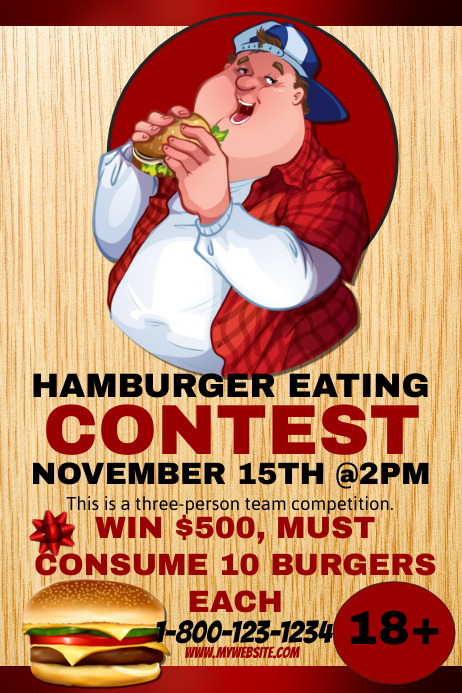 HAMBURGER EATING
CONTEST
NOVEMBER 15TH @2PM
This is a three-person team competition.
WIN $500, MUST
CONSUME 10 BURGERS
EACH
1-800-123-1234
WWW.MYWEBSITE.COM
18+